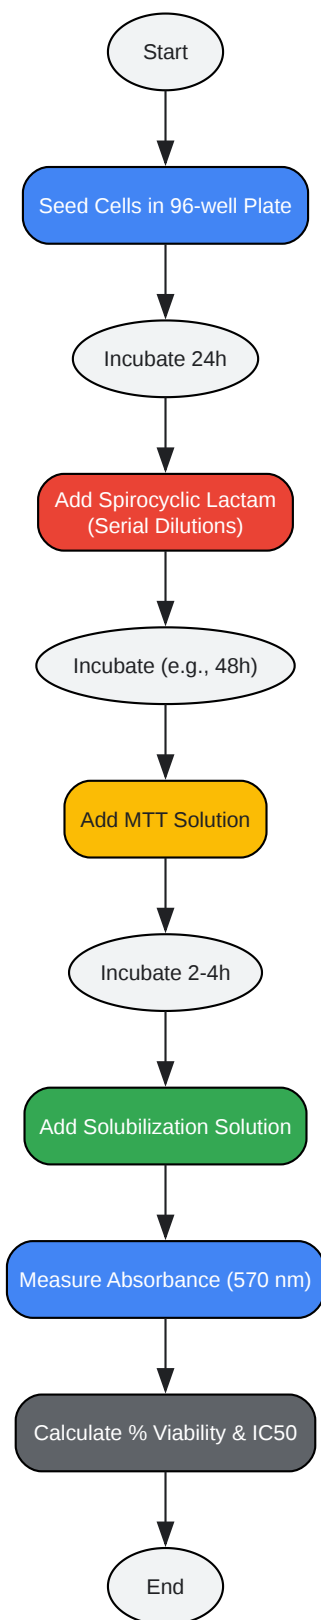 Start
Seed Cells in 96-well Plate
Incubate 24h
Add Spirocyclic Lactam
(Serial Dilutions)
Incubate (e.g., 48h)
Add MTT Solution
Incubate 2-4h
Add Solubilization Solution
Measure Absorbance (570 nm)
Calculate % Viability & IC50
End